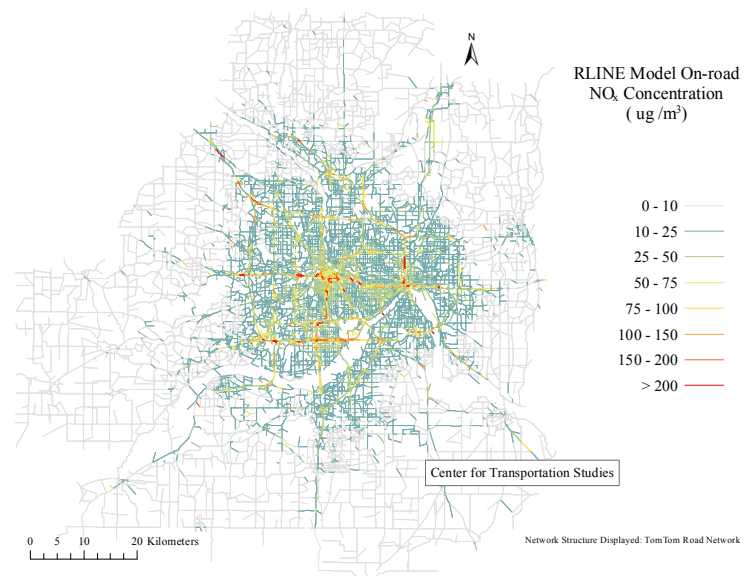 N
RLINE Model On-road
NOx Concentration
( ug /m³)
0 - 10
10 - 25
25 - 50
50 - 75
75 - 100
100 - 150
150 - 200
> 200
Center for Transportation Studies
0 5 10 20 Kilometers
Network Structure Displayed: TomTom Road Network